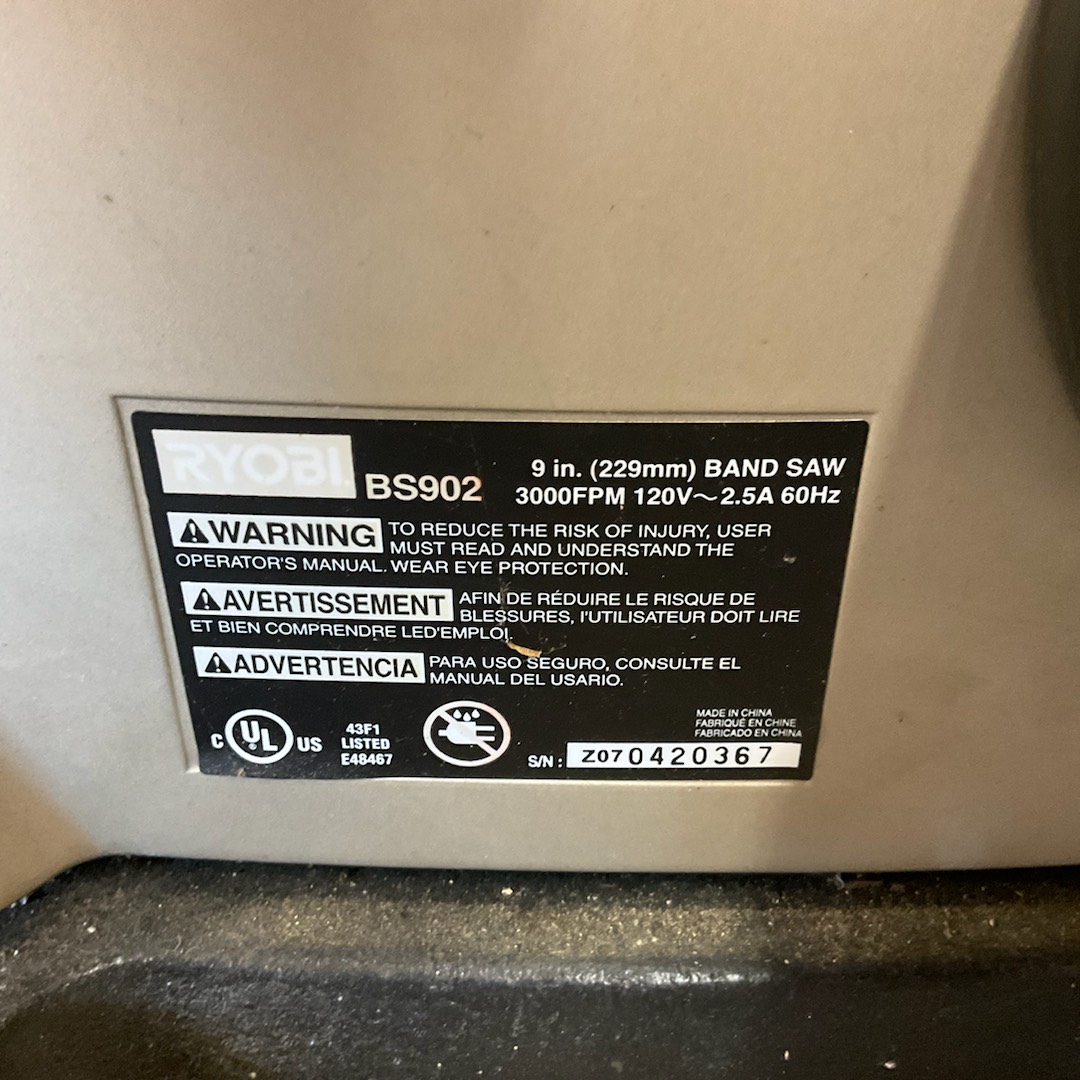 RYOBI BS902
9 in. (229mm) BAND SAW
3000FPM 120V~2.5A 60Hz
⚠WARNING TO REDUCE THE RISK OF INJURY, USER
MUST READ AND UNDERSTAND THE
OPERATOR'S MANUAL. WEAR EYE PROTECTION.
⚠AVERTISSEMENT AFIN DE RÉDUIRE LE RISQUE DE
BLESSURES, l'UTILISATEUR DOIT LIRE
ET BIEN COMPRENDRE LED'EMPLOI.
⚠ADVERTENCIA PARA USO SEGURO, CONSULTE EL
MANUAL DEL USARIO.
C UL US
43F1
LISTED
E48467
MADE IN CHINA
FABRIQUÉ EN CHINE
FABRICADO EN CHINA
S/N : Z070420367